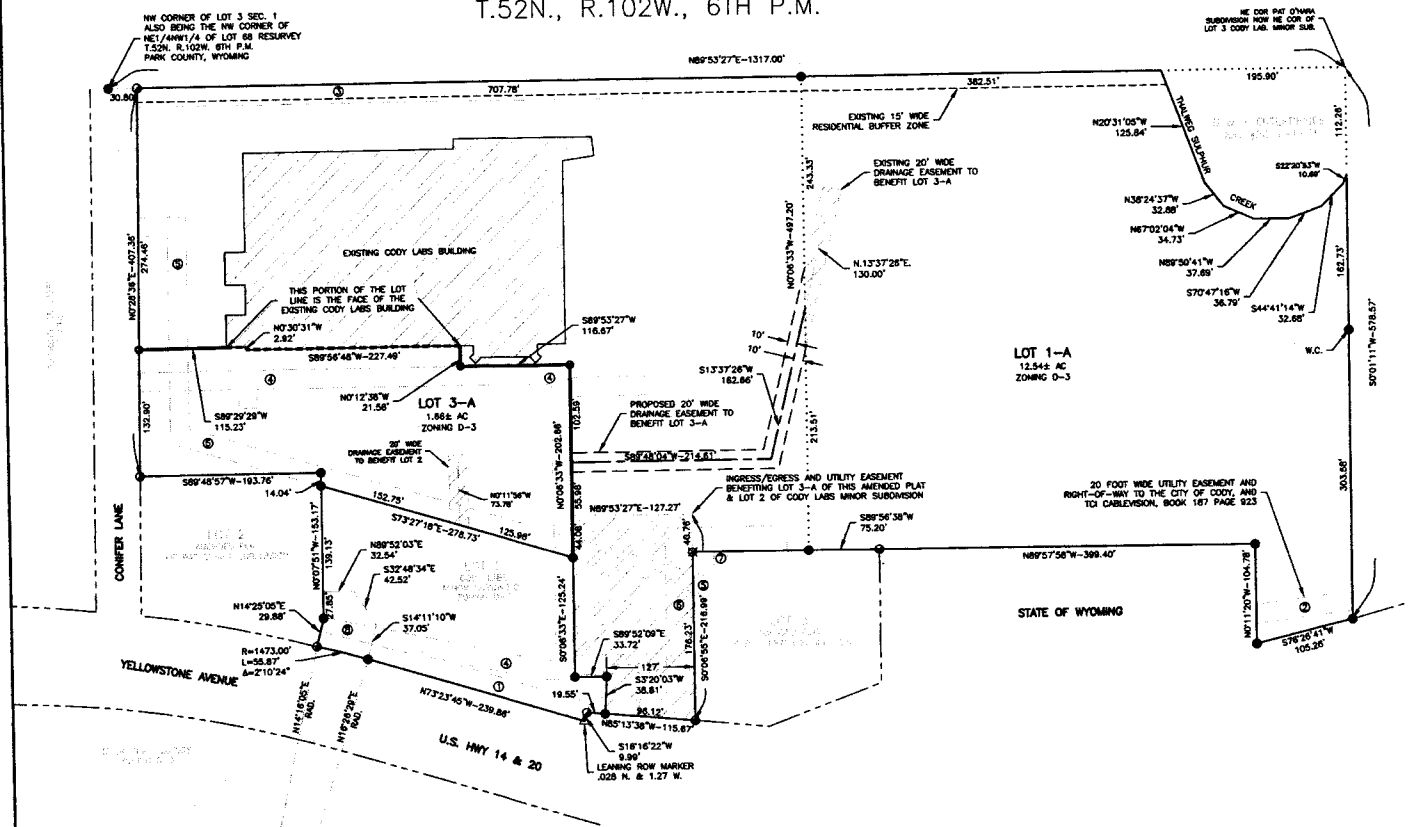 T.52N., R.102W., 6TH P.M.
NW CORNER OF LOT 3 SEC. 1
ALSO BEING THE NW CORNER OF
NE1/4NW1/4 OF LOT 68 RESURVEY
T.52N. R.102W. 6TH P.M.
PARK COUNTY, WYOMING
NE COR PAT O'HARA
SUBDIVISION NOW NE COR OF
LOT 3 CODY LAB. MINOR SUB.
N89°53'27"E-1317.00'
30.80'
707.78'
③
382.51'
195.90'
EXISTING 15' WIDE
RESIDENTIAL BUFFER ZONE
THALWEG SULPHUR
CREEK
N20°31'05"W
125.84'
112.26'
S22°20'53"W
10.69'
EXISTING 20' WIDE
DRAINAGE EASEMENT TO
BENEFIT LOT 3-A
243.33'
N0°06'33"W-497.20'
N38°24'37"W
32.88'
N67°02'04"W
34.73'
N89°50'41"W
37.69'
S70°47'16"W
36.79'
S44°41'14"W
32.68'
162.73'
S0°01'11"W-578.57'
W.C.
N0°28'36"E-407.36'
274.46'
⑤
EXISTING CODY LABS BUILDING
N.13°37'26"E.
130.00'
THIS PORTION OF THE LOT
LINE IS THE FACE OF THE
EXISTING CODY LABS BUILDING
N0°30'31"W
2.92'
S89°53'27"W
116.67'
S89°56'48"W-227.49'
10'
10'
LOT 1-A
12.54± AC
ZONING D-3
④
④
N0°12'36"W
21.56'
S13°37'26"W
162.66'
LOT 3-A
1.86± AC
ZONING D-3
132.90'
S89°29'29"W
115.23'
⑤
PROPOSED 20' WIDE
DRAINAGE EASEMENT TO
BENEFIT LOT 3-A
102.59'
N0°06'33"W-202.86'
213.51'
20' WIDE
DRAINAGE EASEMENT
TO BENEFIT LOT 2
S89°48'04"W-214.61'
S89°48'57"W-193.76'
14.04'
N0°11'56"W
73.76'
55.98'
INGRESS/EGRESS AND UTILITY EASEMENT
BENEFITING LOT 3-A OF THIS AMENDED PLAT
& LOT 2 OF CODY LABS MINOR SUBDIVISION
20 FOOT WIDE UTILITY EASEMENT AND
RIGHT-OF-WAY TO THE CITY OF CODY, AND
TCI CABLEVISION, BOOK 187 PAGE 923
303.58'
152.75'
S73°27'18"E-278.73'
125.98'
N89°53'27"E-127.27'
40.76'
S89°56'38"W
75.20'
44.08'
⑦
N89°57'58"W-399.40'
CONIFER LANE
N0°07'51"W-153.17'
139.13'
N89°52'03"E
32.54'
S32°48'34"E
42.52'
N14°25'05"E
29.88'
27.85'
S14°11'10"W
37.05'
⑧
S0°06'33"E-125.24'
⑥
⑤
176.23'
S0°06'55"E-216.99'
STATE OF WYOMING
N0°11'20"W-104.78'
②
S76°26'41"W
105.26'
YELLOWSTONE AVENUE
R=1473.00'
L=55.87'
Δ=2°10'24"
④
①
S89°52'09"E
33.72'
127'
S3°20'03"W
38.81'
N14°16'05"E
RAD.
N16°26'29"E
RAD.
N73°23'45"W-239.86'
19.55'
96.12'
N85°13'38"W-115.67'
U.S. HWY 14 & 20
S16°16'22"W
9.99'
LEANING ROW MARKER
.028 N. & 1.27 W.